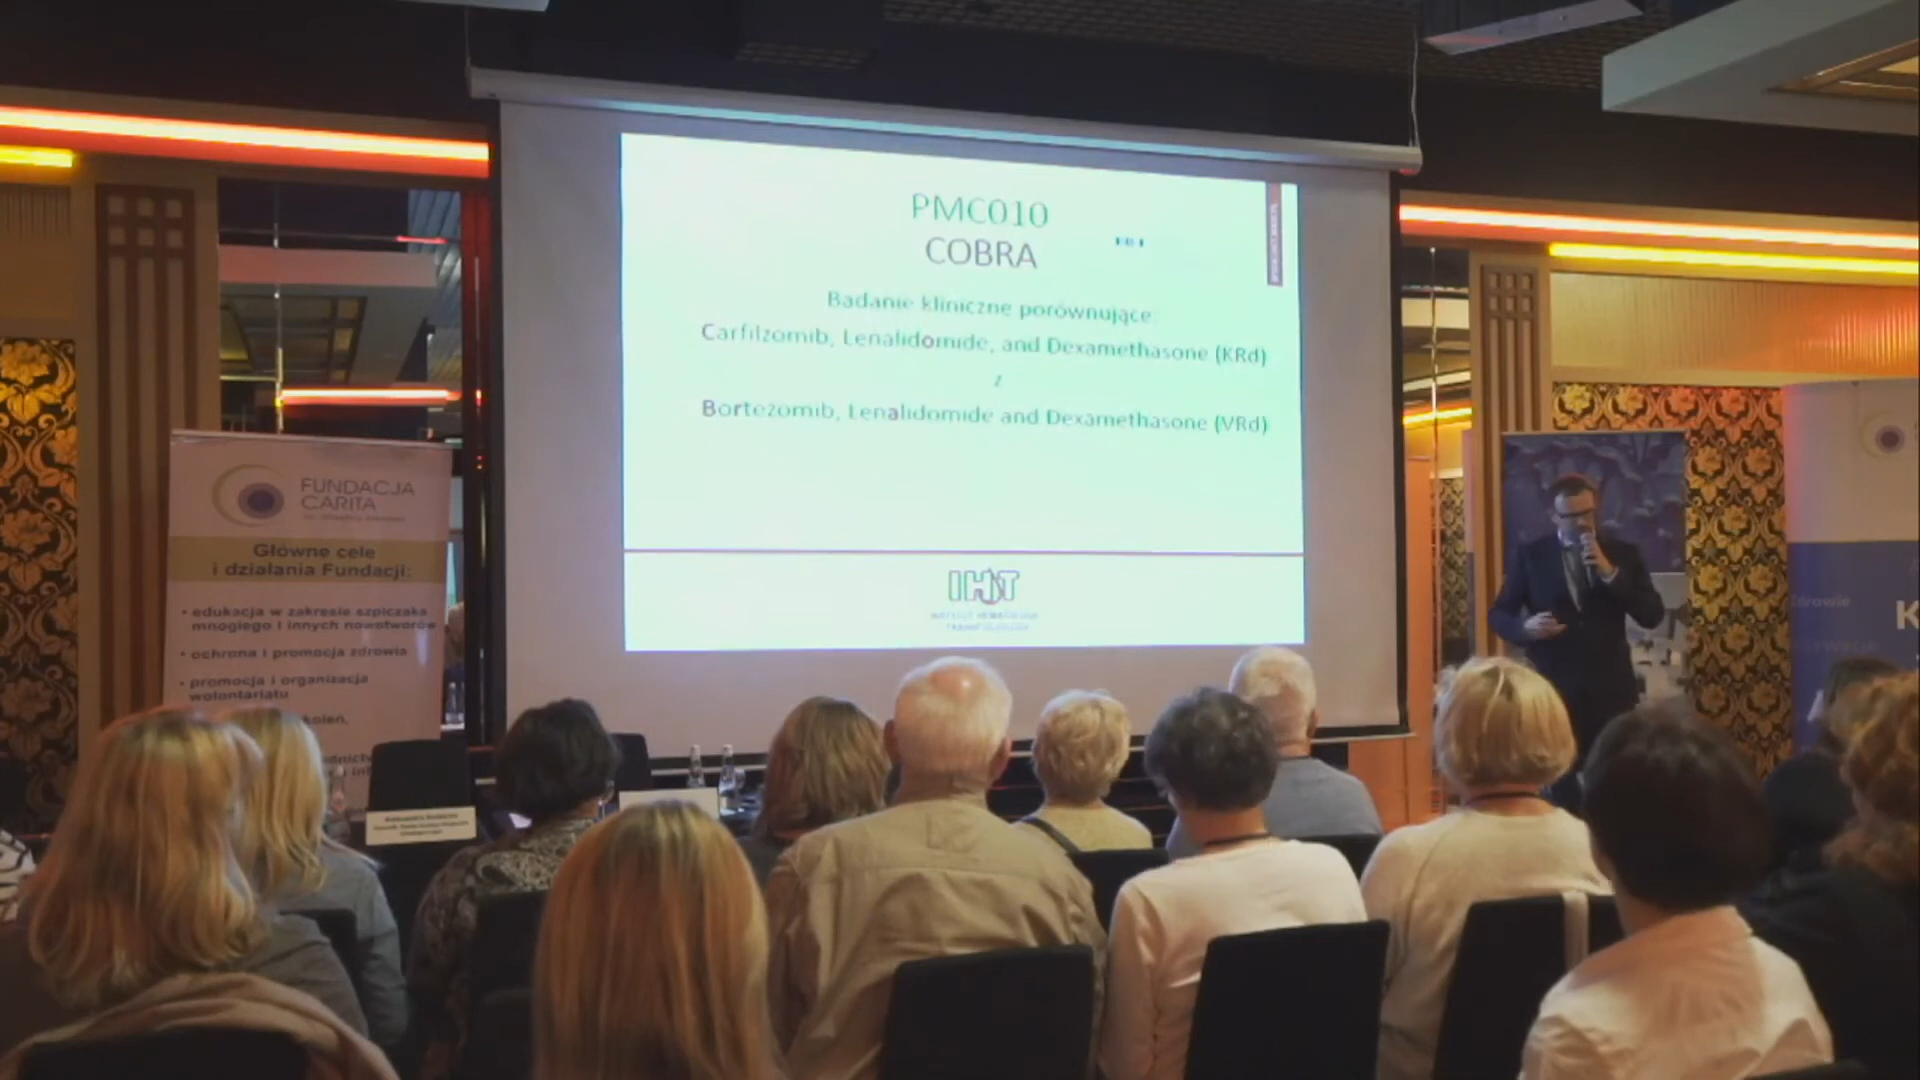 PMC010
COBRA
Badanie kliniczne porównujące:
Carfilzomib, Lenalidomide, and Dexamethasone (KRd)
z
Bortezomib, Lenalidomide and Dexamethasone (VRd)
IHiT
FUNDACJA
CARITA
Główne cele
i działania Fundacji:
• edukacja w zakresie szpiczaka
mnogiego i innych nowotworów
• ochrona i promocja zdrowia
• promocja i organizacja
wolontariatu
Zdrowie
K